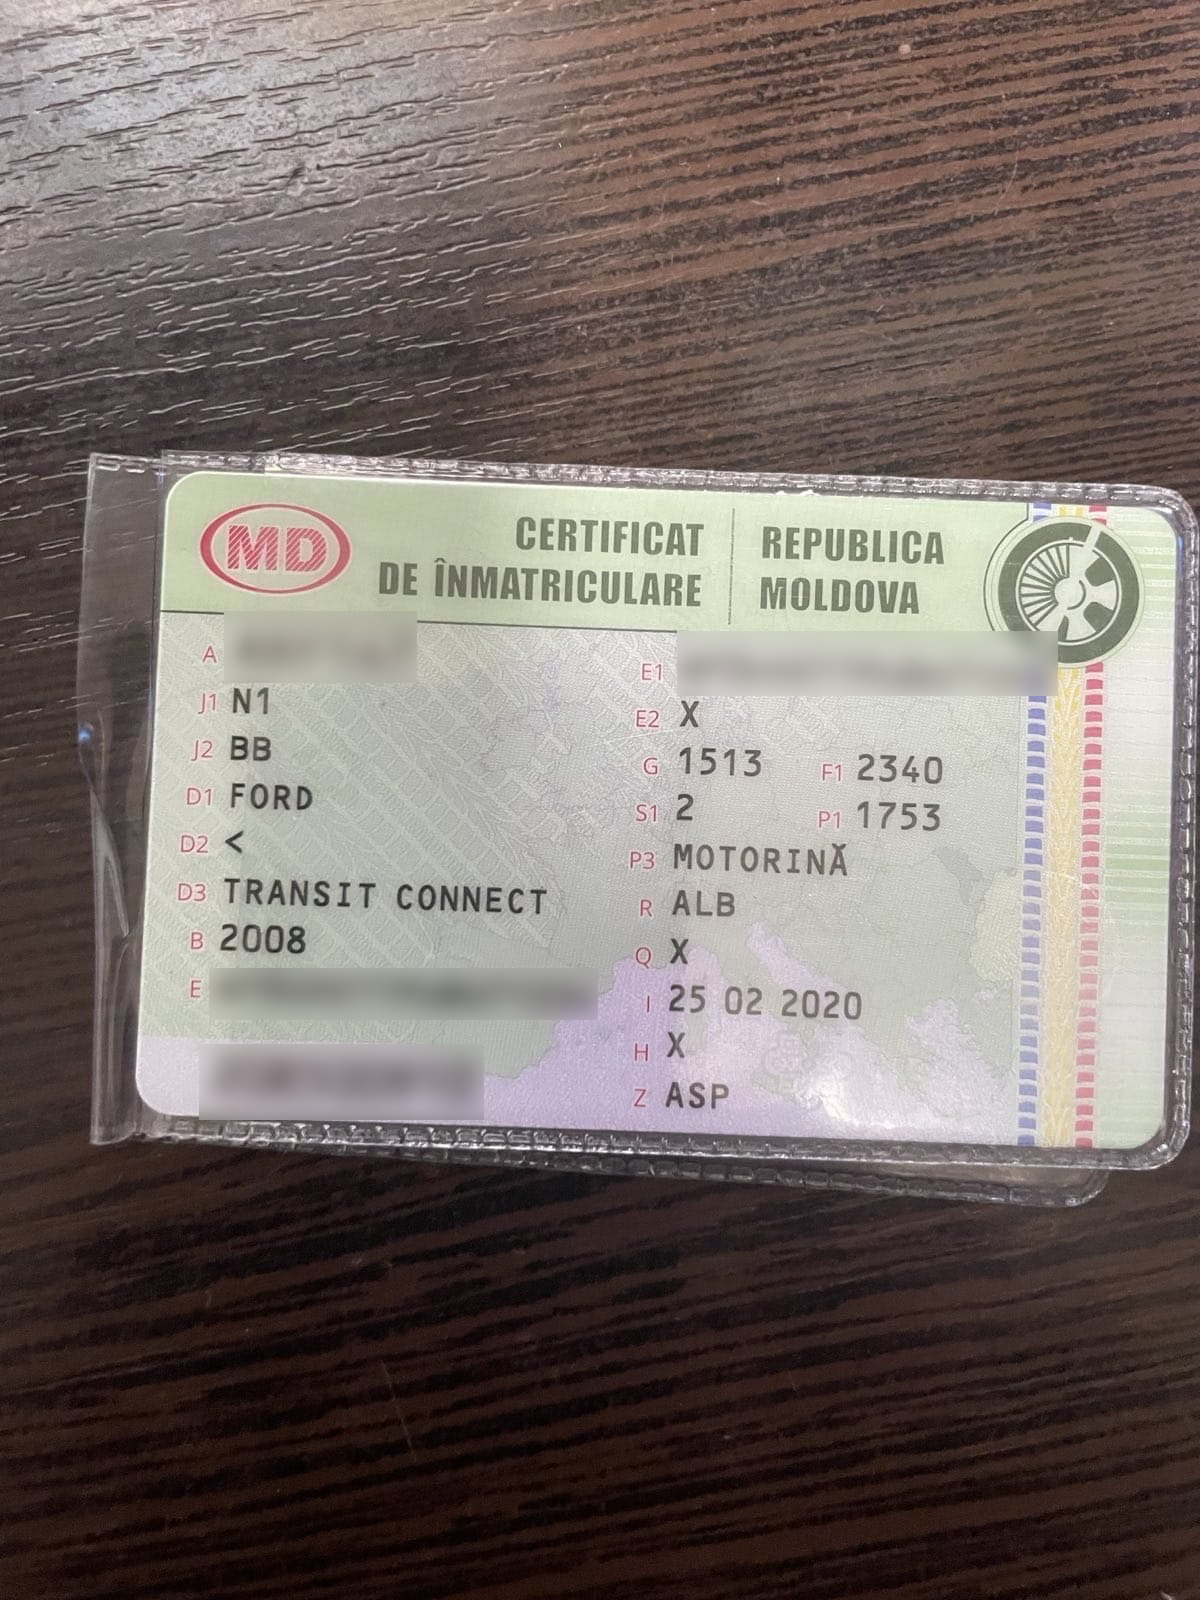 MD
CERTIFICAT
DE ÎNMATRICULARE
REPUBLICA
MOLDOVA
A
J1 N1
J2 BB
D1 FORD
D2 <
D3 TRANSIT CONNECT
B 2008
E
E1
E2 X
G 1513 F1 2340
S1 2 P1 1753
P3 MOTORINĂ
R ALB
Q X
I 25 02 2020
H X
Z ASP